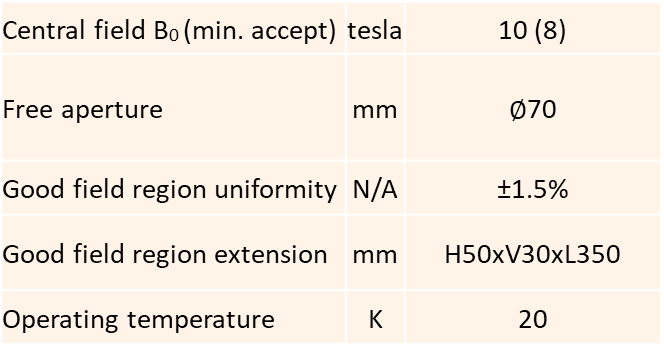 Central field B₀ (min. accept) tesla 10 (8)
Free aperture mm Ø70
Good field region uniformity N/A ±1.5%
Good field region extension mm H50xV30xL350
Operating temperature K 20